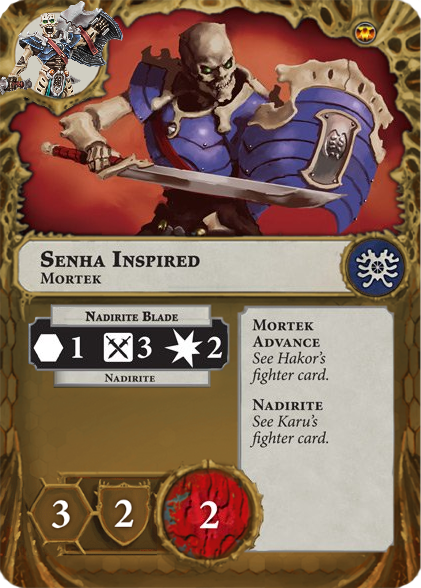 Senha Inspired
Mortek
Nadirite Blade
1 3 2
Nadirite
Mortek
Advance
See Hakor's
fighter card.
Nadirite
See Karu's
fighter card.
3 2 2